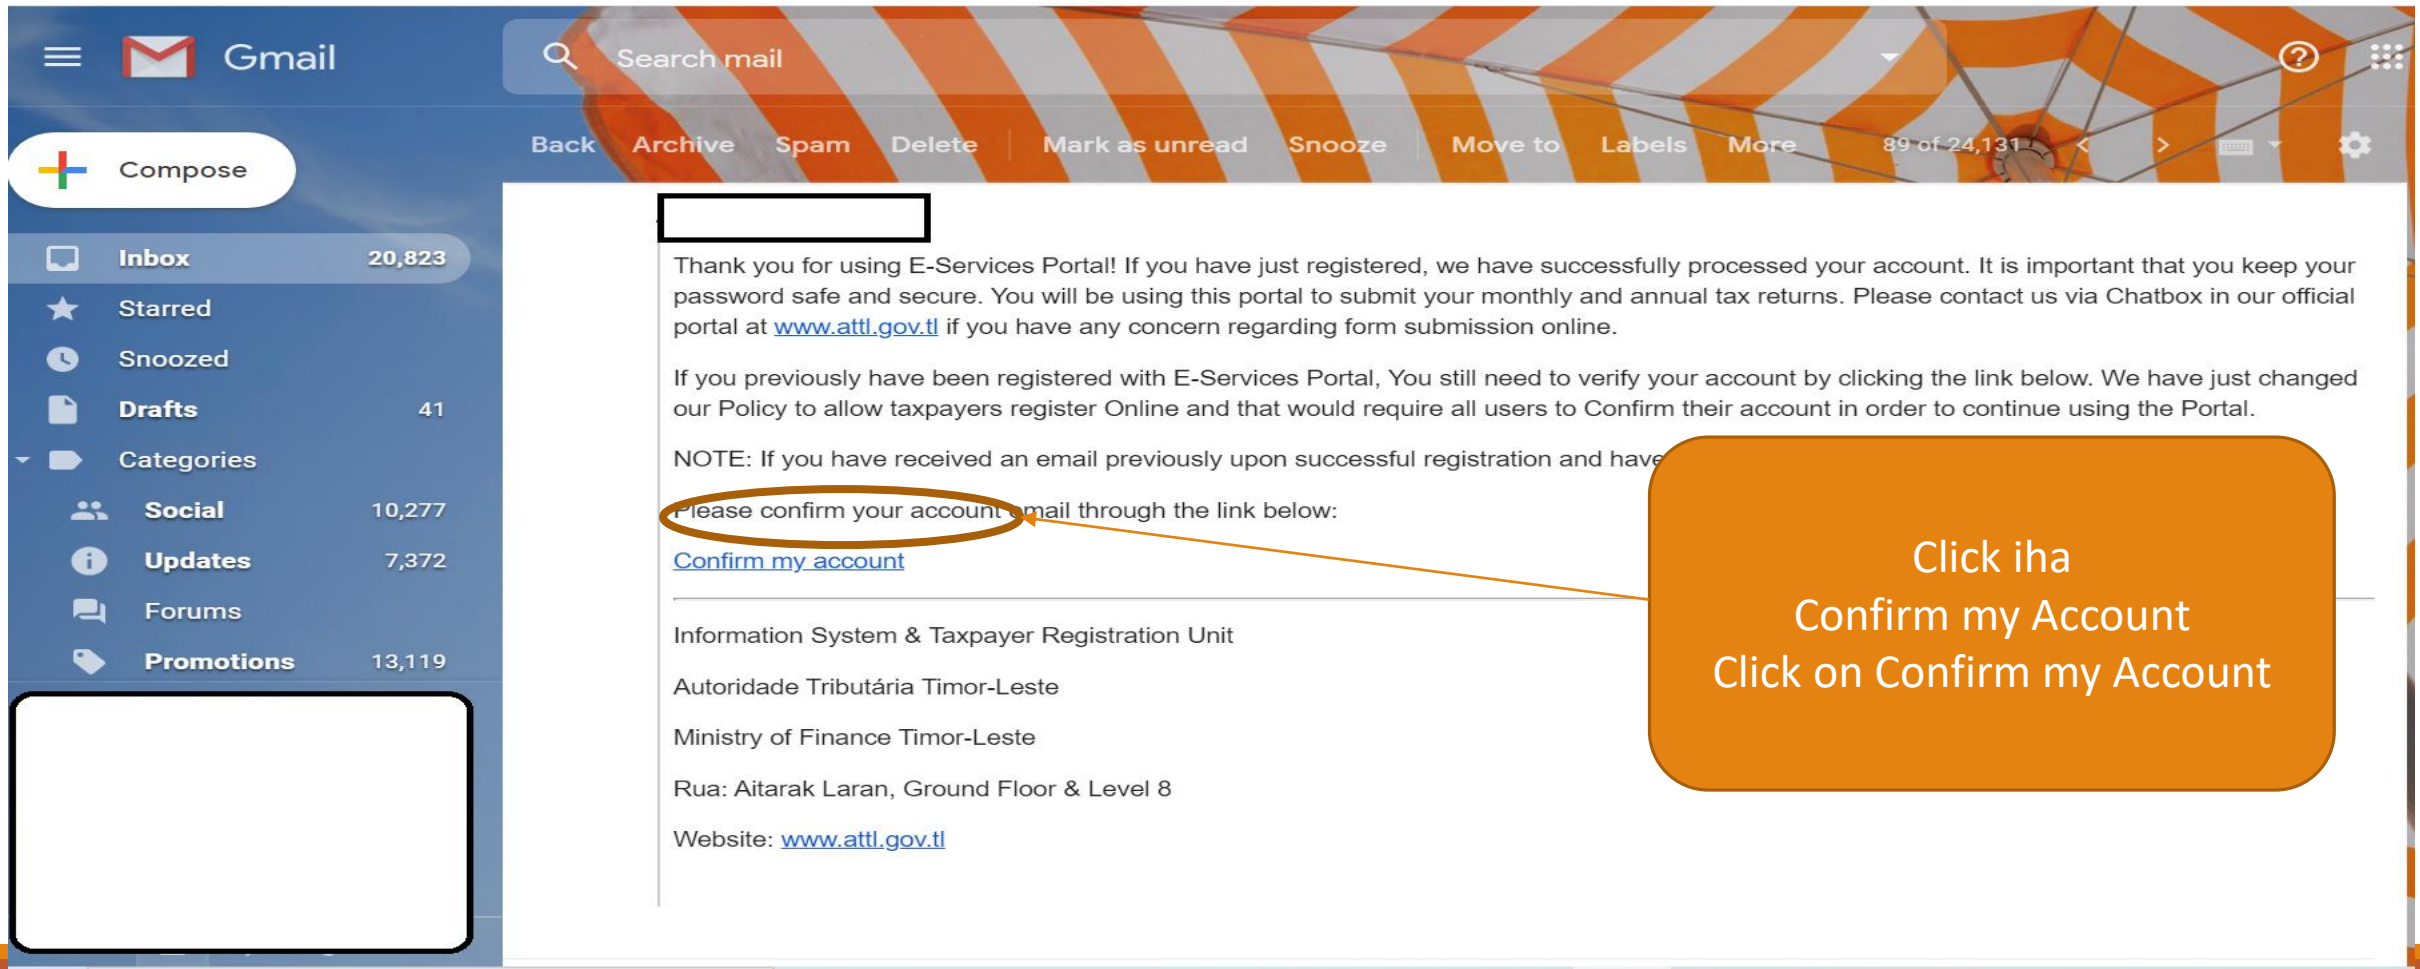 Gmail
Search mail
Compose
Back Archive Spam Delete Mark as unread Snooze Move to Labels More 89 of 24,131
Inbox 20,823
Starred
Snoozed
Drafts 41
Categories
Social 10,277
Updates 7,372
Forums
Promotions 13,119
Thank you for using E-Services Portal! If you have just registered, we have successfully processed your account. It is important that you keep your
password safe and secure. You will be using this portal to submit your monthly and annual tax returns. Please contact us via Chatbox in our official
portal at www.attl.gov.tl if you have any concern regarding form submission online.
If you previously have been registered with E-Services Portal, You still need to verify your account by clicking the link below. We have just changed
our Policy to allow taxpayers register Online and that would require all users to Confirm their account in order to continue using the Portal.
NOTE: If you have received an email previously upon successful registration and have
Please confirm your account email through the link below:
Confirm my account
Information System & Taxpayer Registration Unit
Autoridade Tributária Timor-Leste
Ministry of Finance Timor-Leste
Rua: Aitarak Laran, Ground Floor & Level 8
Website: www.attl.gov.tl
Click iha
Confirm my Account
Click on Confirm my Account